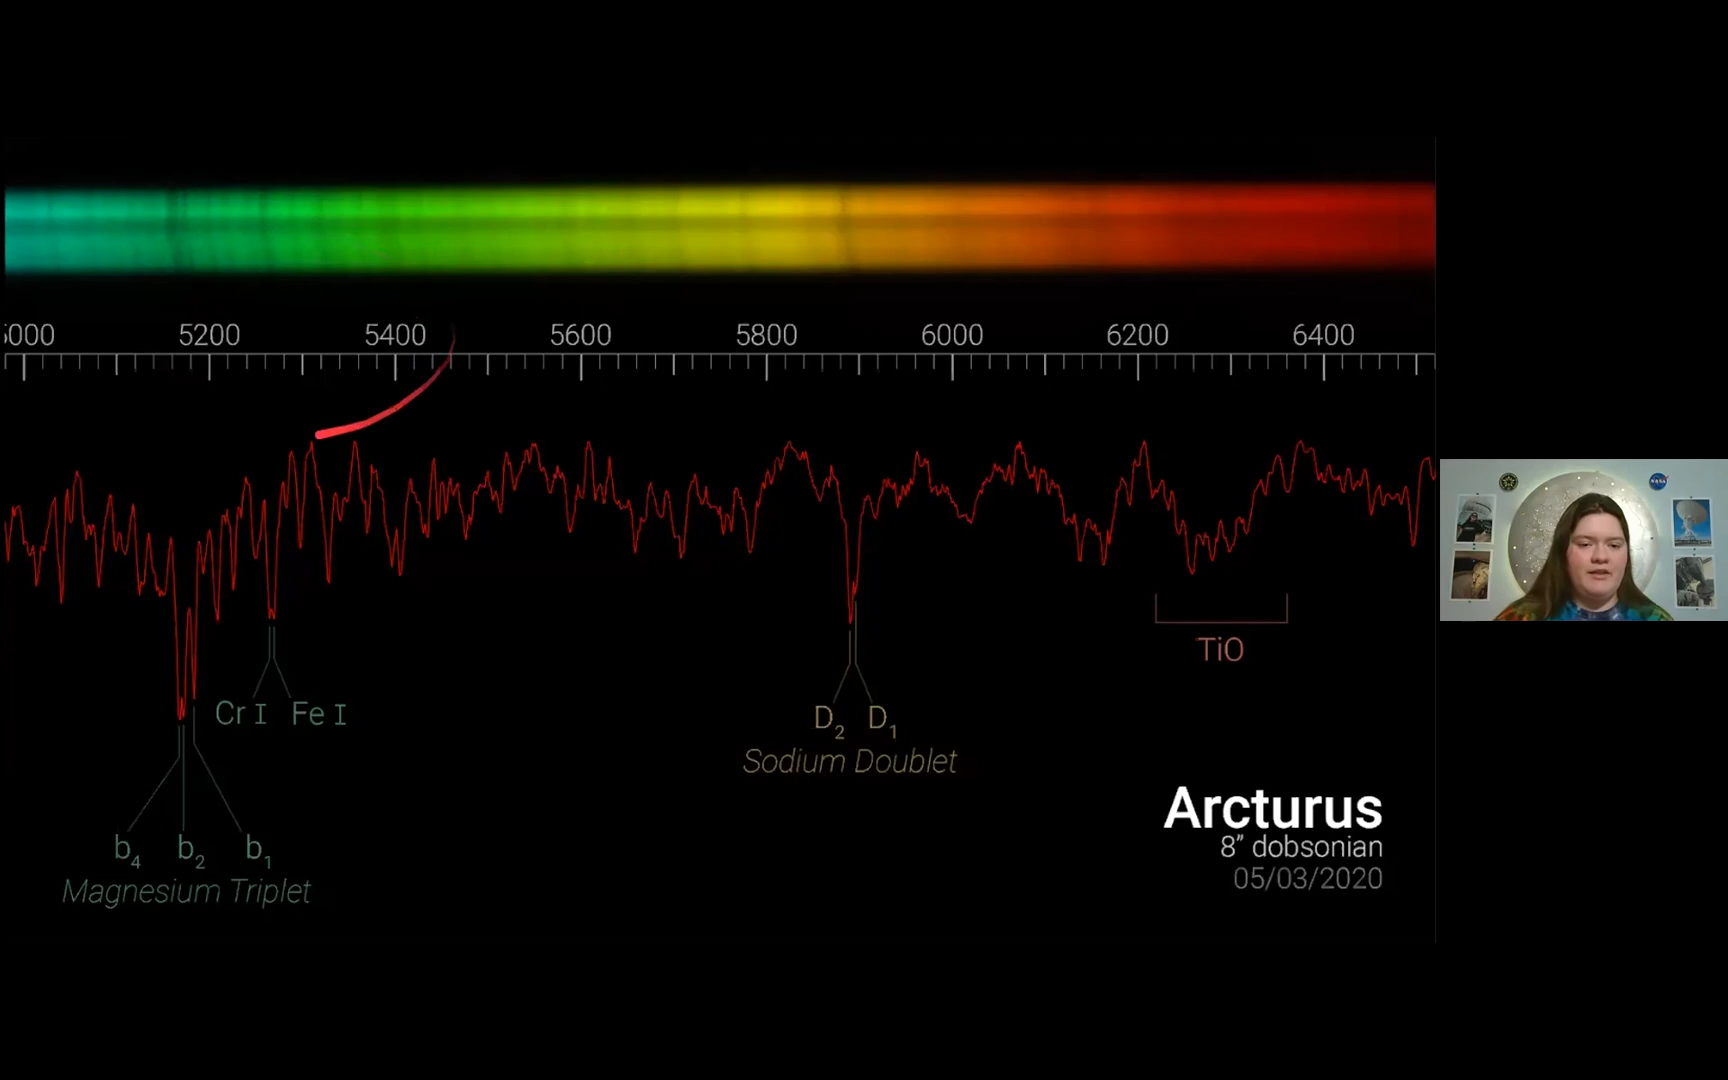 5000 5200 5400 5600 5800 6000 6200 6400
TiO
Cr I Fe I
D2 D1
Sodium Doublet
Arcturus
8” dobsonian
05/03/2020
b4 b2 b1
Magnesium Triplet
NASA